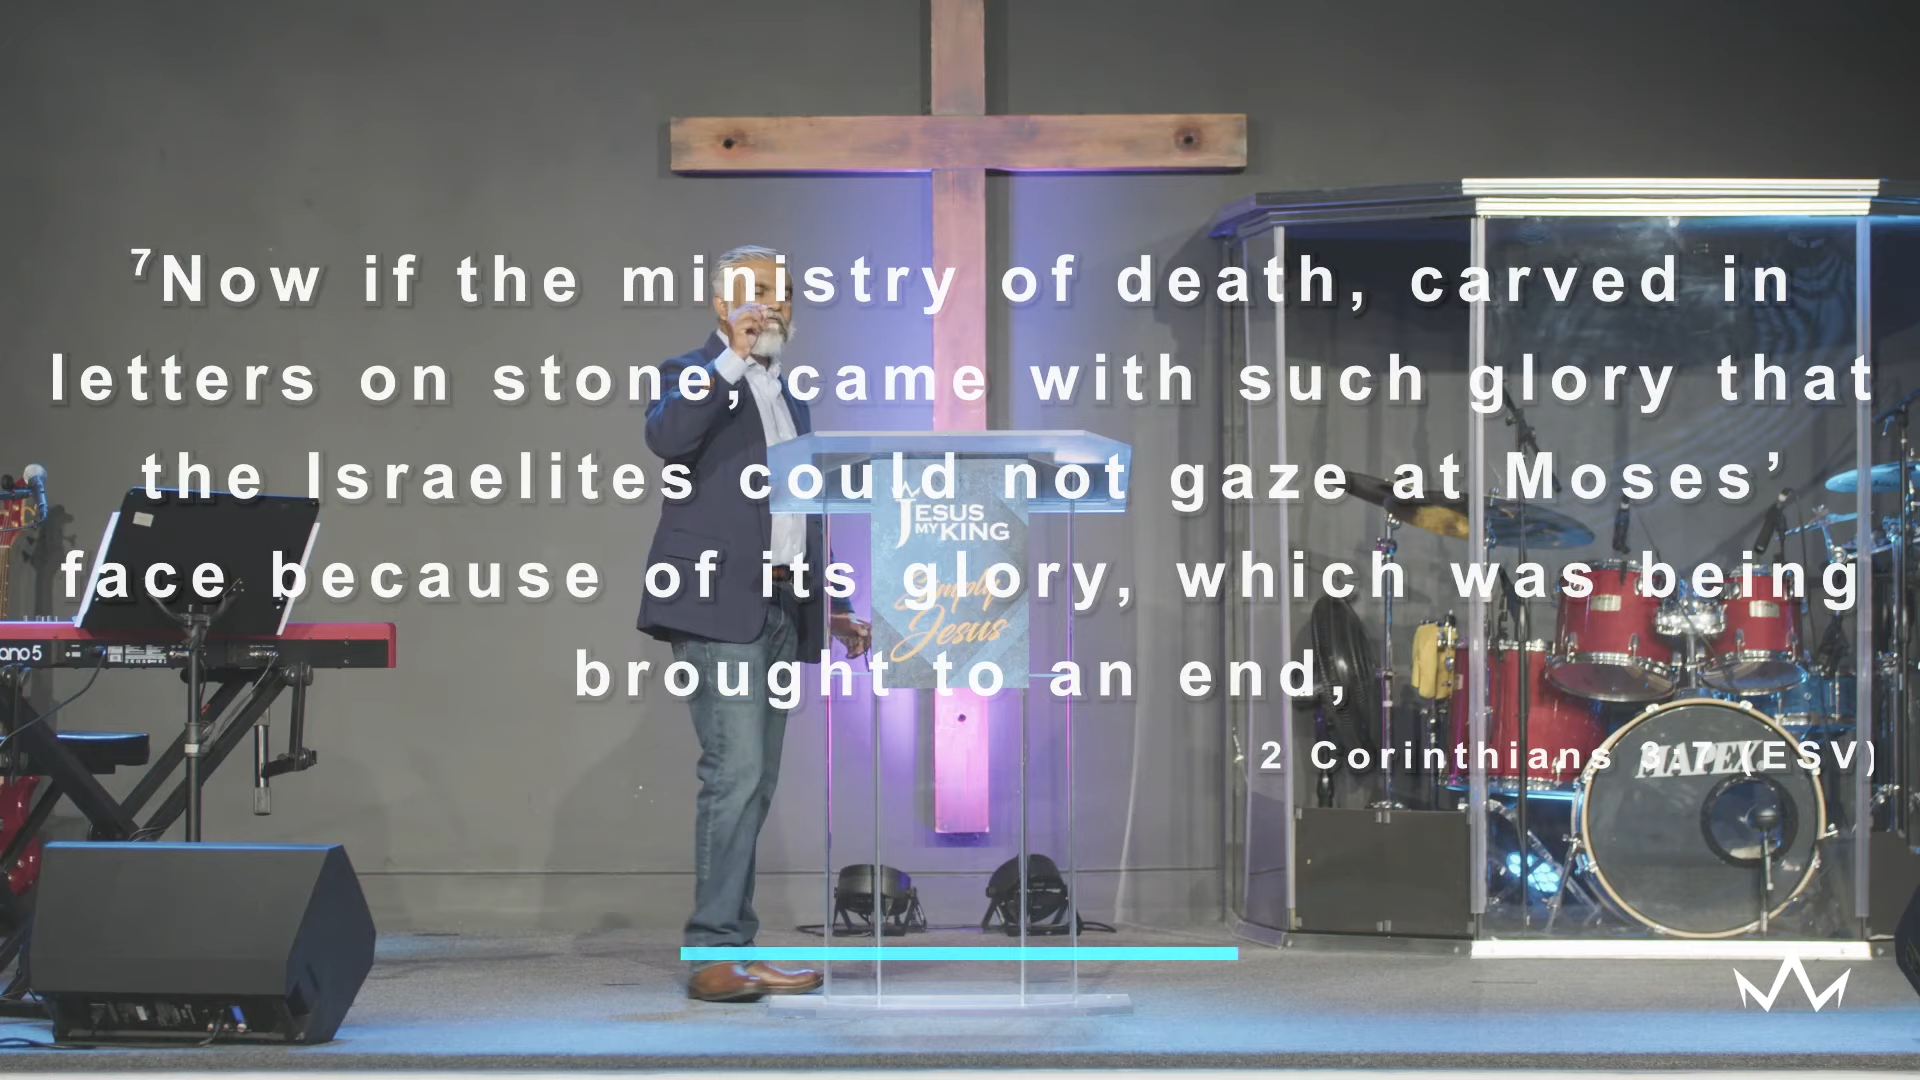 ⁷Now if the ministry of death, carved in
letters on stone, came with such glory that
the Israelites could not gaze at Moses’
face because of its glory, which was being
brought to an end,
2 Corinthians 3:7 (ESV)
JESUS
MY KING
Simply
Jesus
ano 5
MAPEX